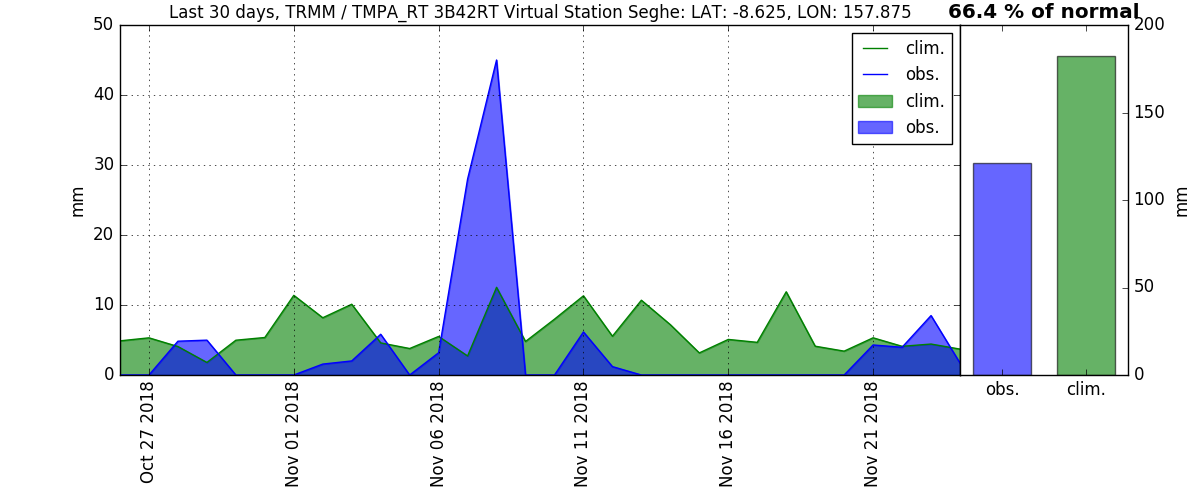 Last 30 days, TRMM / TMPA_RT 3B42RT Virtual Station Seghe: LAT: -8.625, LON: 157.875
66.4 % of normal
50
40
30
20
10
0
mm
clim.
obs.
clim.
obs.
200
150
100
50
0
mm
Oct 27 2018
Nov 01 2018
Nov 06 2018
Nov 11 2018
Nov 16 2018
Nov 21 2018
obs.
clim.